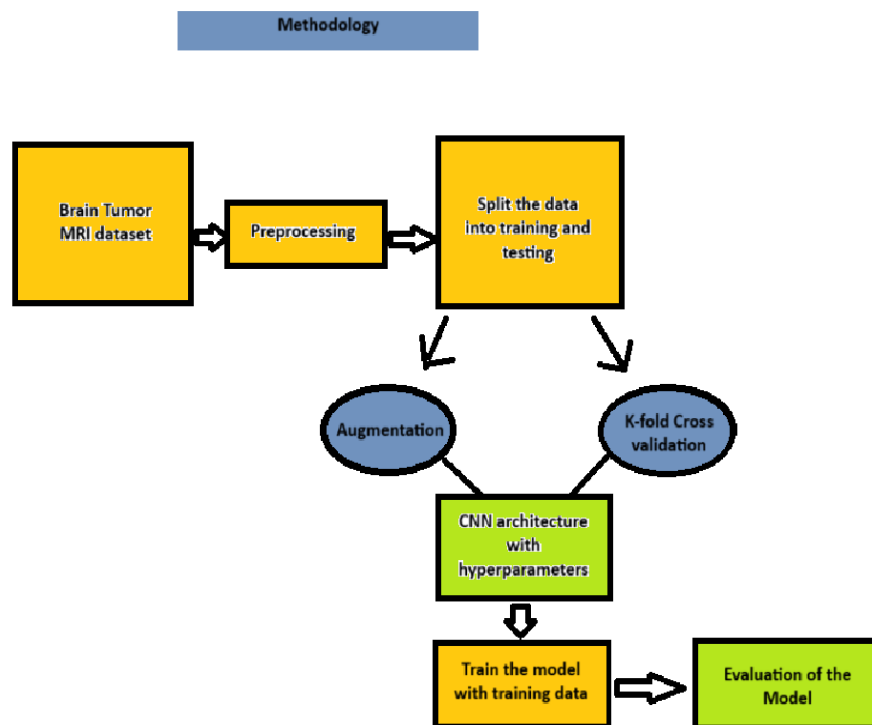 Methodology
Brain Tumor
MRI dataset
Preprocessing
Split the data
into training and
testing
Augmentation
K-fold Cross
validation
CNN architecture
with
hyperparameters
Train the model
with training data
Evaluation of the
Model